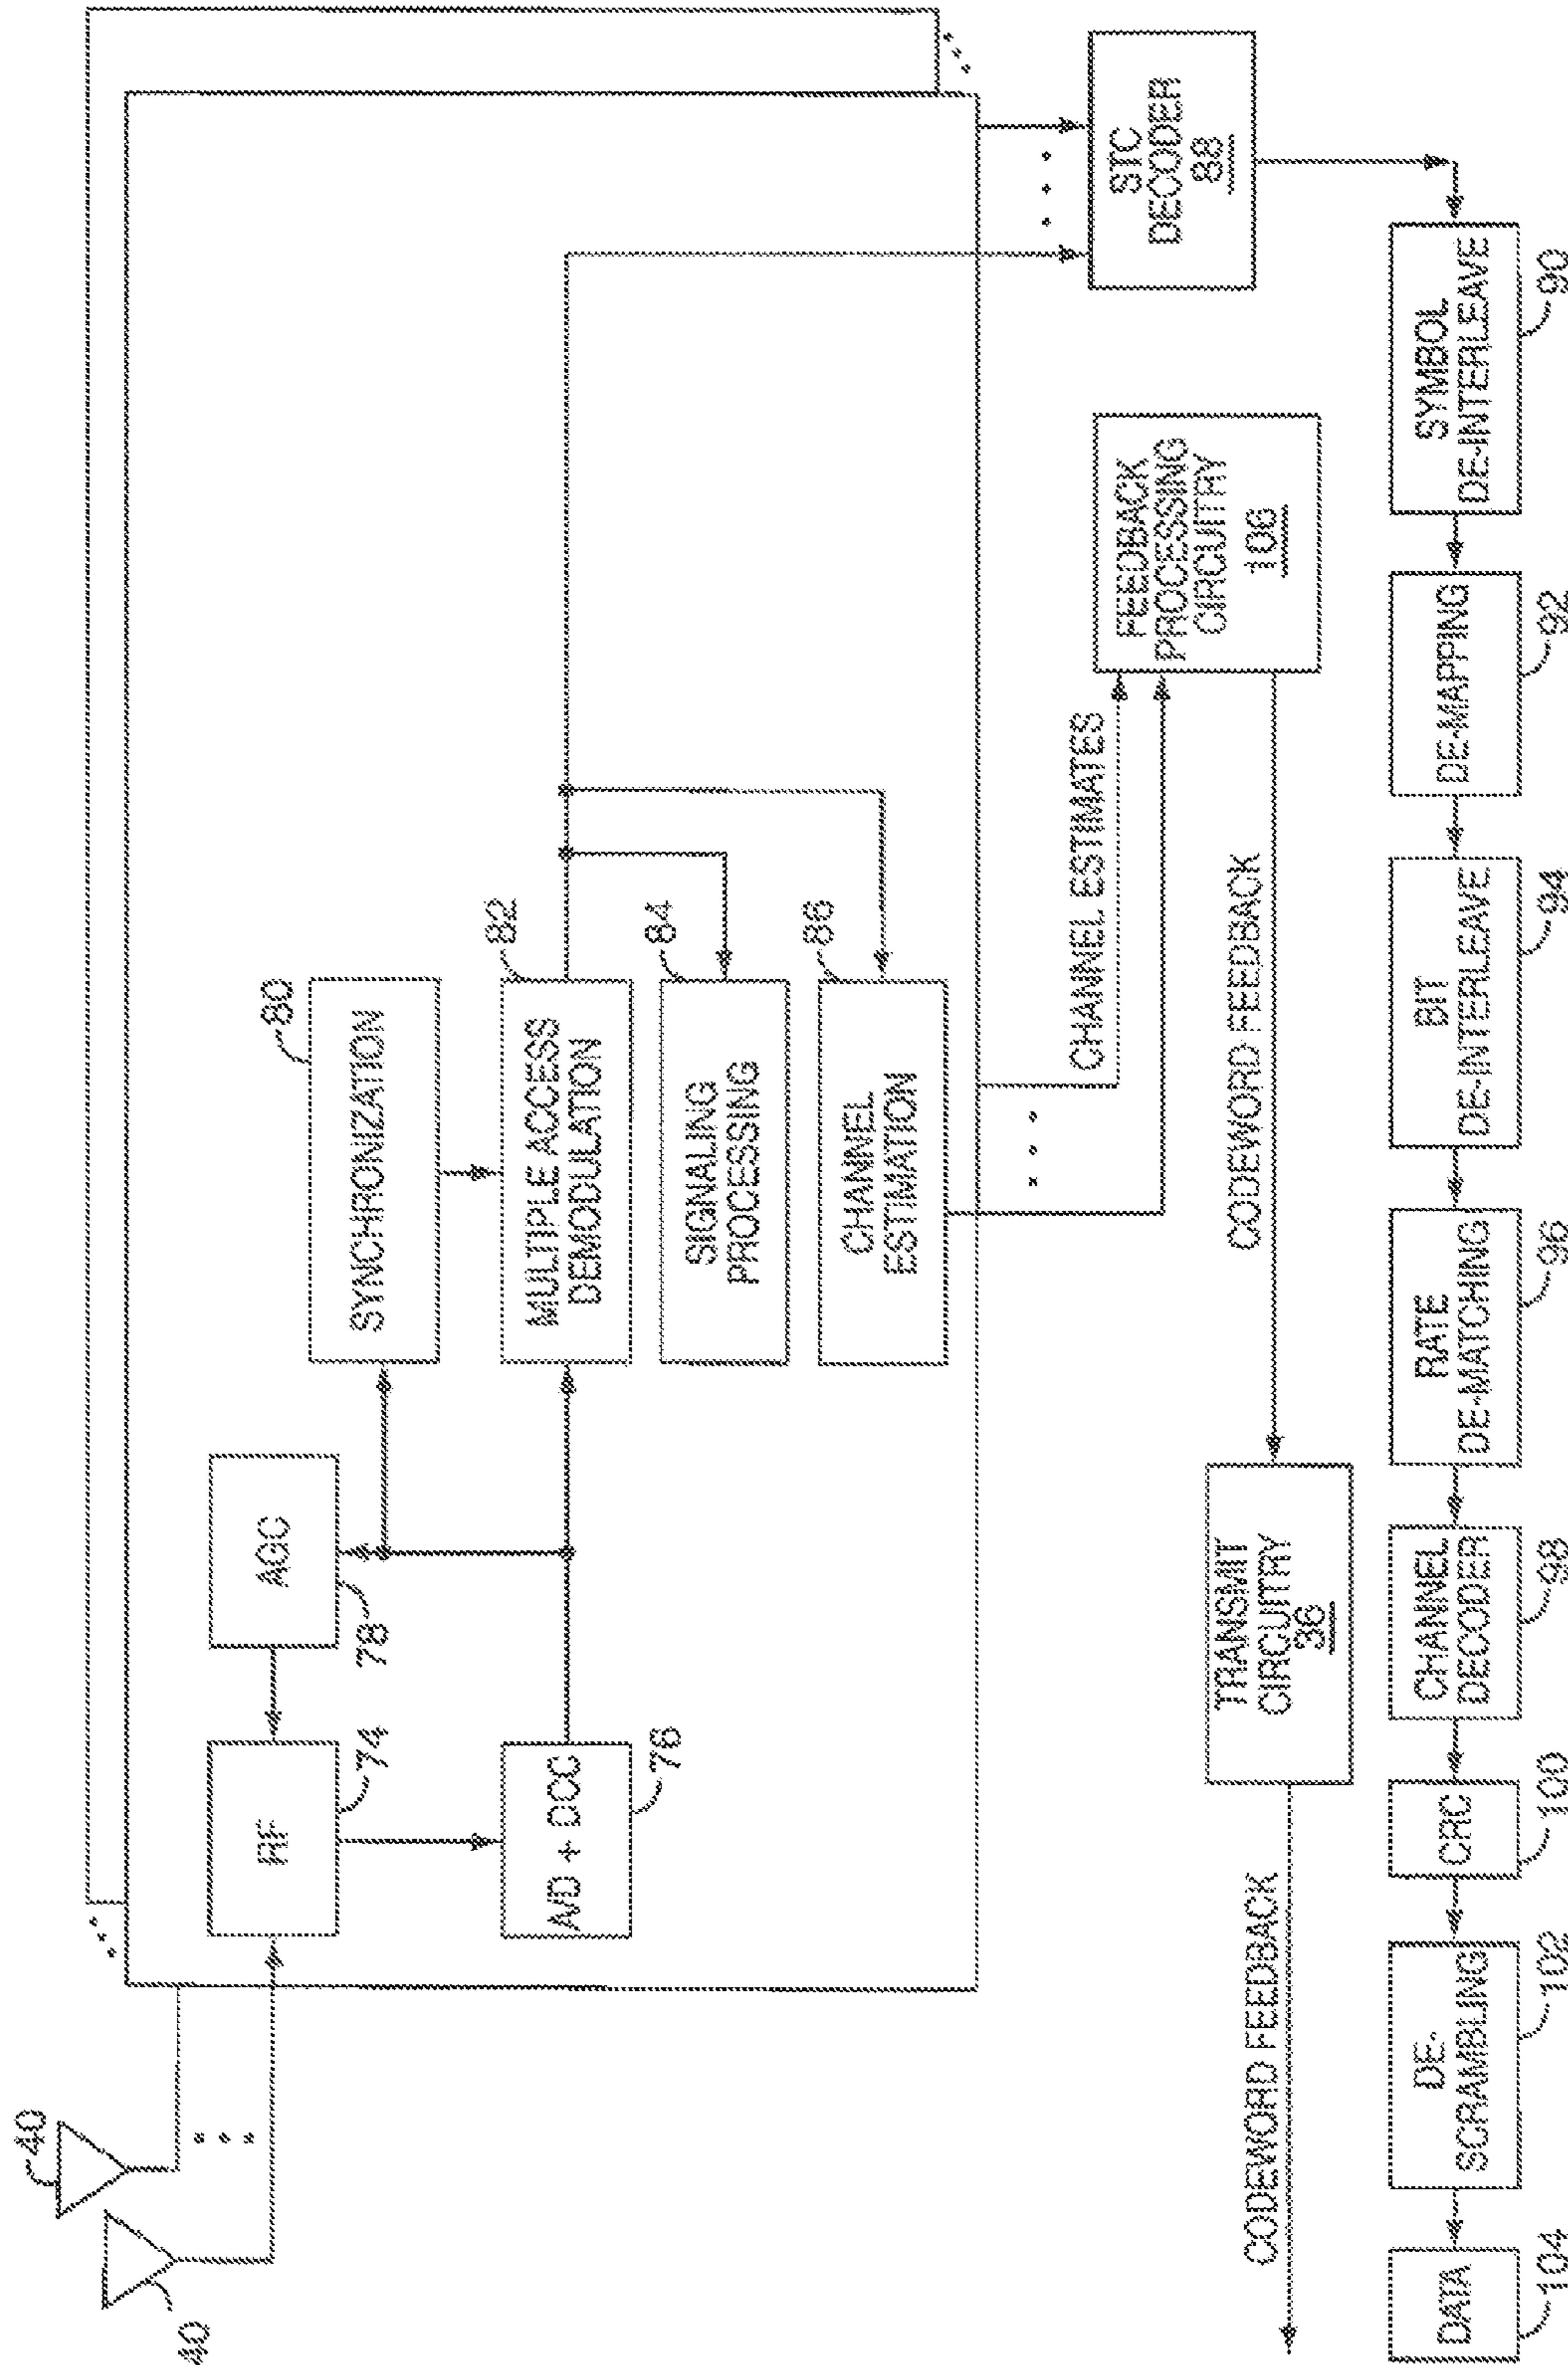 40
40
RF
74
AGC
78
A/D + DCC
76
SYNCHRONIZATION
80
MULTIPLE ACCESS
DEMODULATION
82
SIGNALING
PROCESSING
84
CHANNEL
ESTIMATION
86
STC
DECODER
88
CHANNEL ESTIMATES
FEEDBACK
PROCESSING
CIRCUITRY
106
CODEWORD FEEDBACK
TRANSMIT
CIRCUITRY
36
CODEWORD FEEDBACK
SYMBOL
DE-INTERLEAVE
90
DE-MAPPING
92
BIT
DE-INTERLEAVE
94
RATE
DE-MATCHING
96
CHANNEL
DECODER
98
CRC
100
DE-
SCRAMBLING
102
DATA
104